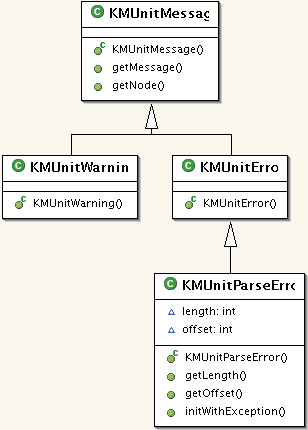 C KMUnitMessag
C KMUnitMessage()
getMessage()
getNode()
C KMUnitWarnin
C KMUnitWarning()
C KMUnitErro
C KMUnitError()
C KMUnitParseErro
length: int
offset: int
C KMUnitParseError()
getLength()
getOffset()
initWithException()